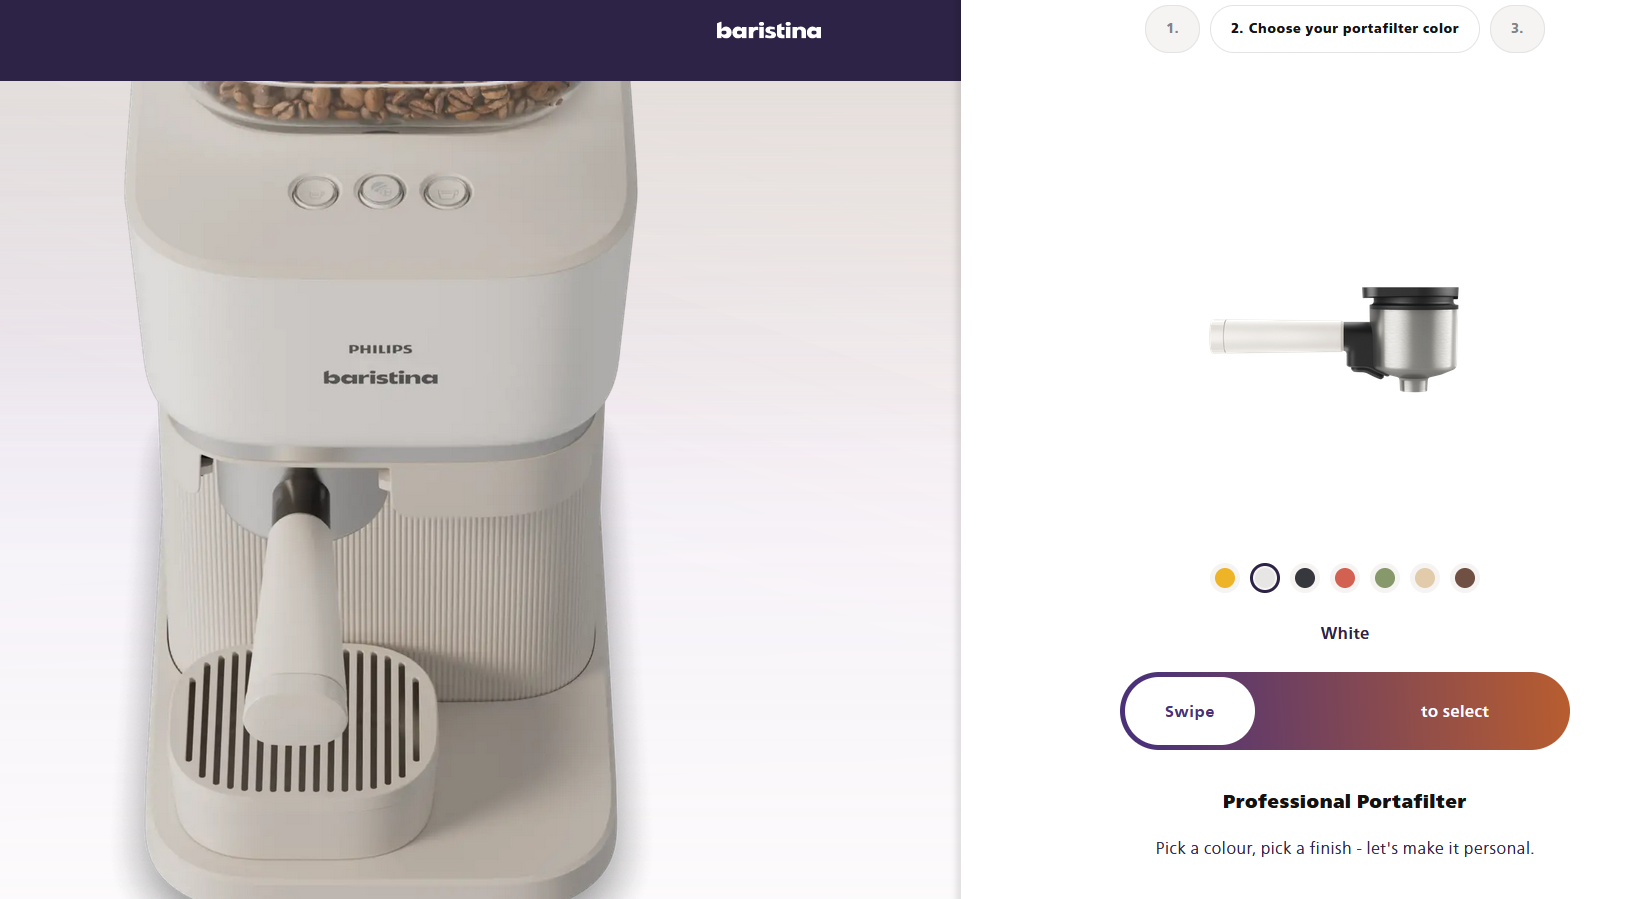 baristina
PHILIPS
baristina
1.
2. Choose your portafilter color
3.
White
Swipe
to select
Professional Portafilter
Pick a colour, pick a finish - let's make it personal.